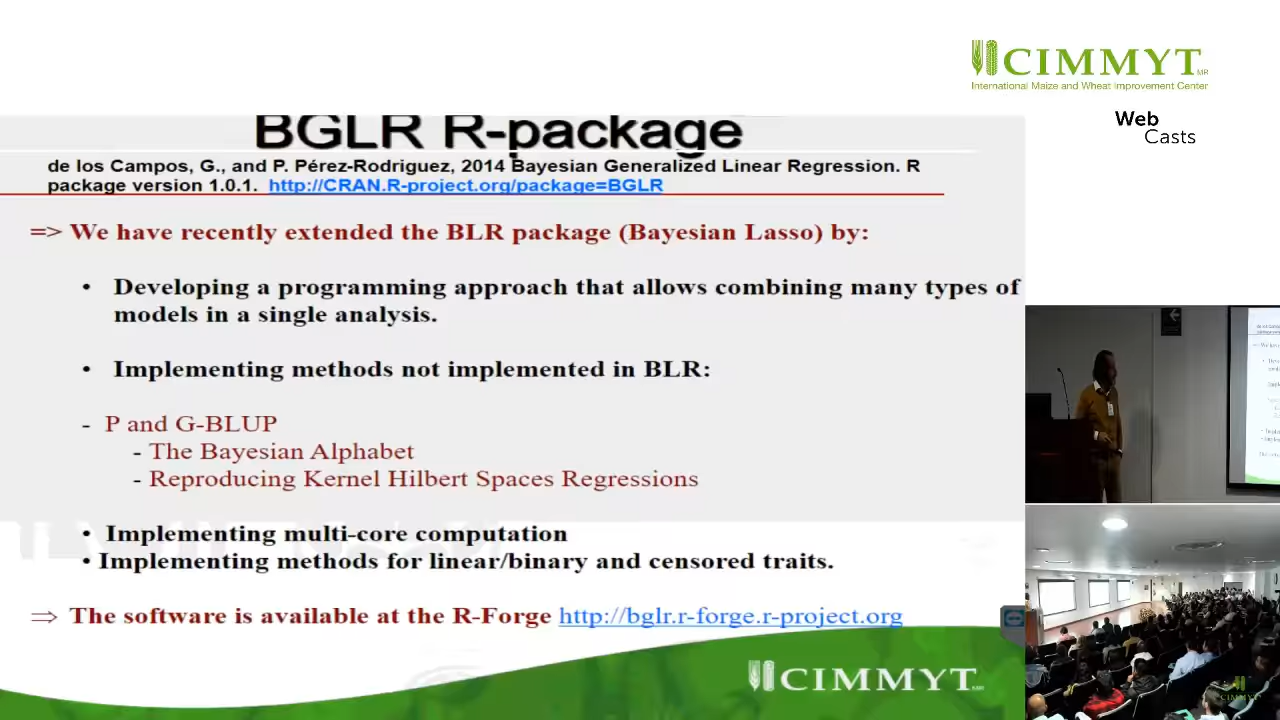 CIMMYT MR
International Maize and Wheat Improvement Center
Web
Casts
BGLR R-package
de los Campos, G., and P. Pérez-Rodriguez, 2014 Bayesian Generalized Linear Regression. R
package version 1.0.1. http://CRAN.R-project.org/package=BGLR
=> We have recently extended the BLR package (Bayesian Lasso) by:
• Developing a programming approach that allows combining many types of
models in a single analysis.
• Implementing methods not implemented in BLR:
- P and G-BLUP
- The Bayesian Alphabet
- Reproducing Kernel Hilbert Spaces Regressions
• Implementing multi-core computation
• Implementing methods for linear/binary and censored traits.
⇒ The software is available at the R-Forge http://bglr.r-forge.r-project.org
CIMMYT MR
CIMMYT